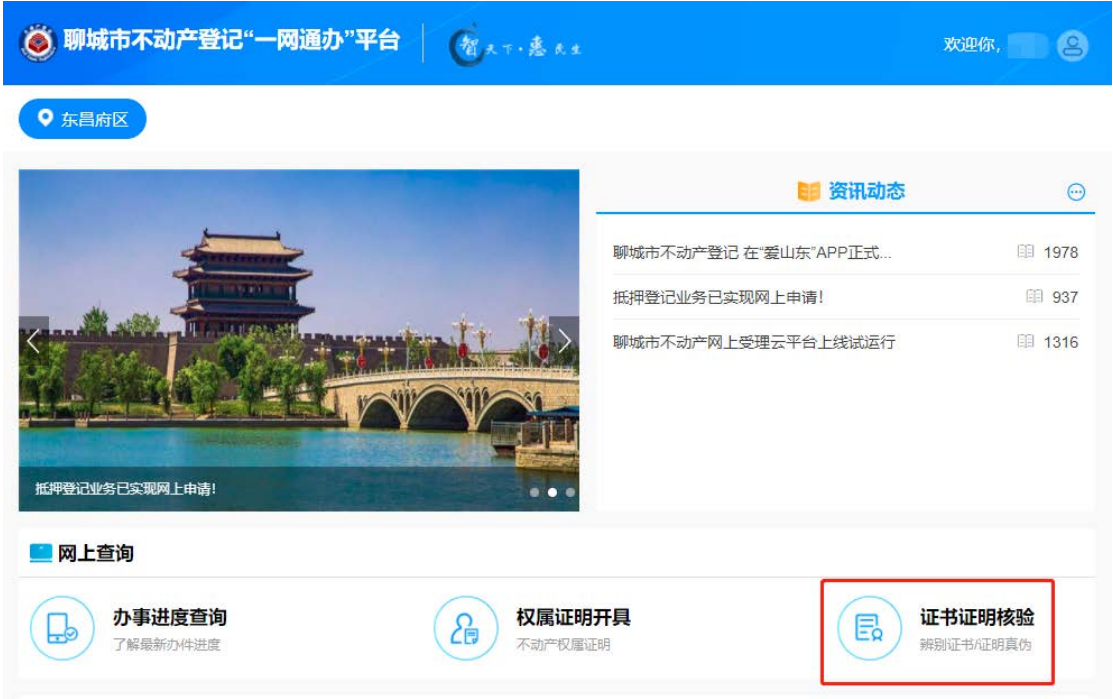 聊城市不动产登记“一网通办”平台
智天下·惠民生
欢迎你,
东昌府区
资讯动态
聊城市不动产登记 在“爱山东”APP正式... 1978
抵押登记业务已实现网上申请! 937
聊城市不动产网上受理云平台上线试运行 1316
抵押登记业务已实现网上申请!
网上查询
办事进度查询
了解最新办件进度
权属证明开具
不动产权属证明
证书证明核验
辨别证书/证明真伪